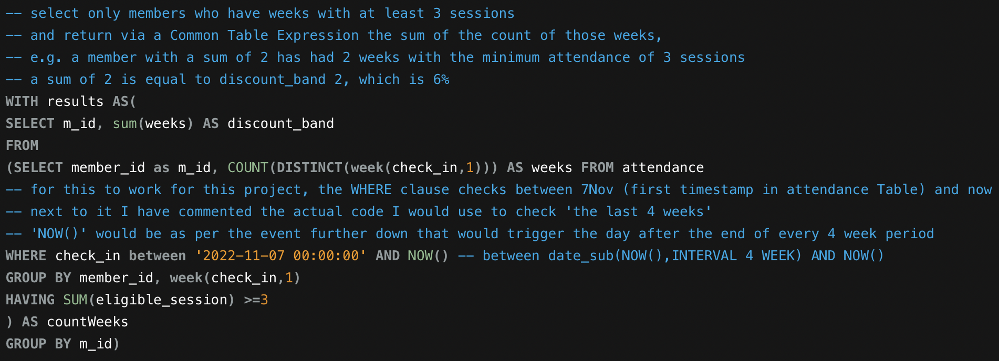 -- select only members who have weeks with at least 3 sessions
-- and return via a Common Table Expression the sum of the count of those weeks,
-- e.g. a member with a sum of 2 has had 2 weeks with the minimum attendance of 3 sessions
-- a sum of 2 is equal to discount_band 2, which is 6%
WITH results AS(
SELECT m_id, sum(weeks) AS discount_band
FROM
(SELECT member_id as m_id, COUNT(DISTINCT(week(check_in,1))) AS weeks FROM attendance
-- for this to work for this project, the WHERE clause checks between 7Nov (first timestamp in attendance Table) and now
-- next to it I have commented the actual code I would use to check 'the last 4 weeks'
-- 'NOW()' would be as per the event further down that would trigger the day after the end of every 4 week period
WHERE check_in between '2022-11-07 00:00:00' AND NOW() -- between date_sub(NOW(),INTERVAL 4 WEEK) AND NOW()
GROUP BY member_id, week(check_in,1)
HAVING SUM(eligible_session) >=3
) AS countWeeks
GROUP BY m_id)